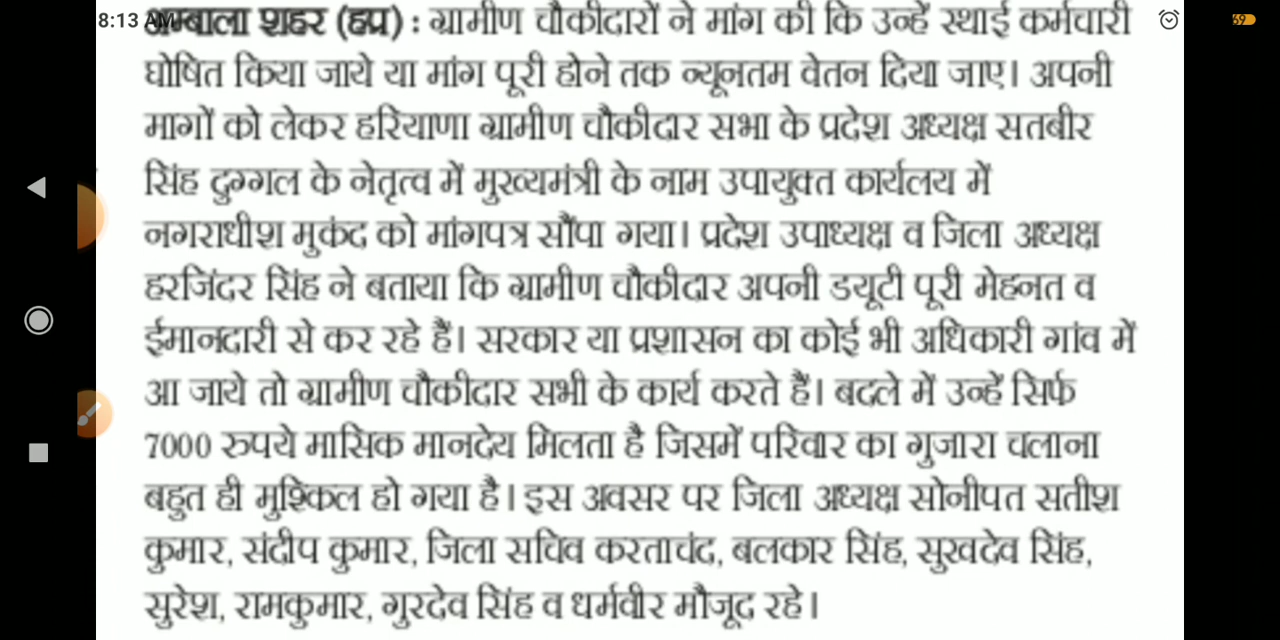 8:13 AM
अम्बाला शहर (हप्र) : ग्रामीण चौकीदारों ने मांग की कि उन्हें स्थाई कर्मचारी
घोषित किया जाये या मांग पूरी होने तक न्यूनतम वेतन दिया जाए। अपनी
मागों को लेकर हरियाणा ग्रामीण चौकीदार सभा के प्रदेश अध्यक्ष सतबीर
सिंह दुग्गल के नेतृत्व में मुख्यमंत्री के नाम उपायुक्त कार्यलय में
नगराधीश मुकंद को मांगपत्र सौंपा गया। प्रदेश उपाध्यक्ष व जिला अध्यक्ष
हरजिंदर सिंह ने बताया कि ग्रामीण चौकीदार अपनी डयूटी पूरी मेहनत व
ईमानदारी से कर रहे हैं। सरकार या प्रशासन का कोई भी अधिकारी गांव में
आ जाये तो ग्रामीण चौकीदार सभी के कार्य करते हैं। बदले में उन्हें सिर्फ
7000 रुपये मासिक मानदेय मिलता है जिसमें परिवार का गुजारा चलाना
बहुत ही मुश्किल हो गया है। इस अवसर पर जिला अध्यक्ष सोनीपत सतीश
कुमार, संदीप कुमार, जिला सचिव करताचंद, बलकार सिंह, सुखदेव सिंह,
सुरेश, रामकुमार, गुरदेव सिंह व धर्मवीर मौजूद रहे।
69